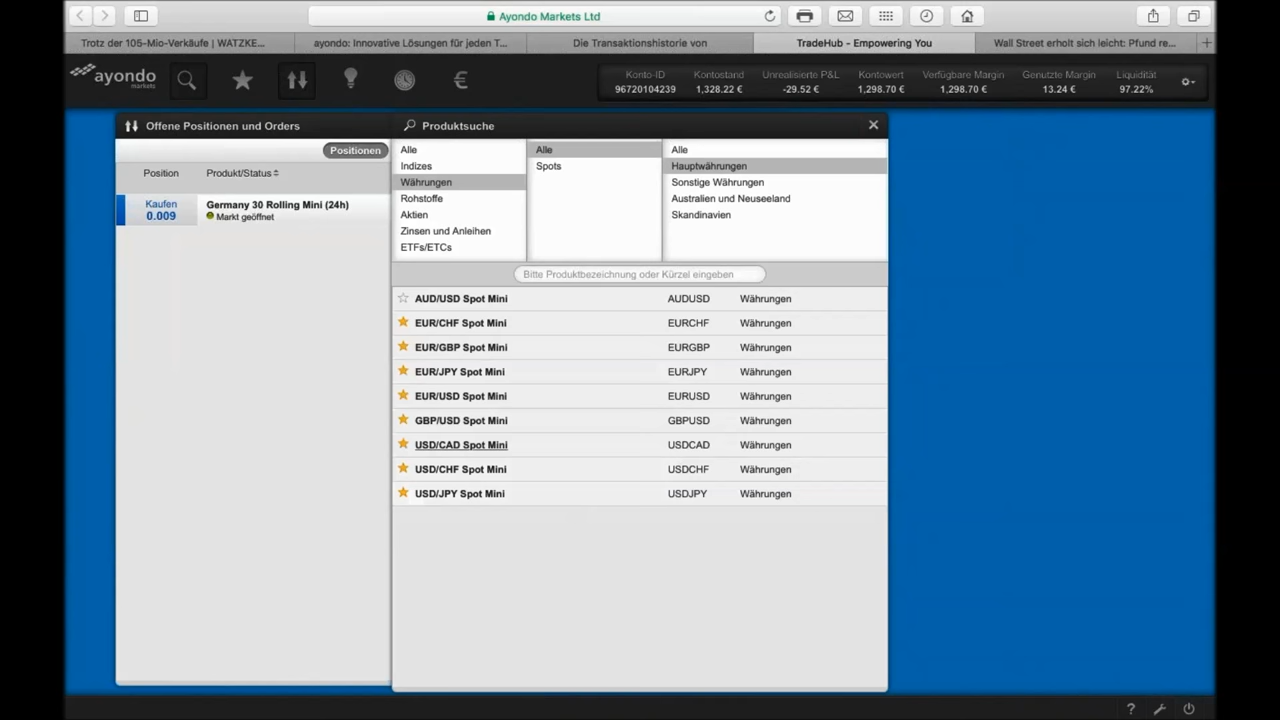 Ayondo Markets Ltd
Trotz der 105-Mio-Verkäufe | WATZKE... ayondo: Innovative Lösungen für jeden T... Die Transaktionshistorie von TradeHub - Empowering You Wall Street erholt sich leicht: Pfund re...
ayondo markets
Konto-ID Kontostand Unrealisierte P&L Kontowert Verfügbare Margin Genutzte Margin Liquidität
96720104239 1,328.22 € -29.52 € 1,298.70 € 1,298.70 € 13.24 € 97.22%
Offene Positionen und Orders
Positionen
Position Produkt/Status
Kaufen Germany 30 Rolling Mini (24h)
0.009 Markt geöffnet
Produktsuche
Alle Alle Alle
Indizes Spots Hauptwährungen
Währungen Sonstige Währungen
Rohstoffe Australien und Neuseeland
Aktien Skandinavien
Zinsen und Anleihen
ETFs/ETCs
Bitte Produktbezeichnung oder Kürzel eingeben
AUD/USD Spot Mini AUDUSD Währungen
EUR/CHF Spot Mini EURCHF Währungen
EUR/GBP Spot Mini EURGBP Währungen
EUR/JPY Spot Mini EURJPY Währungen
EUR/USD Spot Mini EURUSD Währungen
GBP/USD Spot Mini GBPUSD Währungen
USD/CAD Spot Mini USDCAD Währungen
USD/CHF Spot Mini USDCHF Währungen
USD/JPY Spot Mini USDJPY Währungen